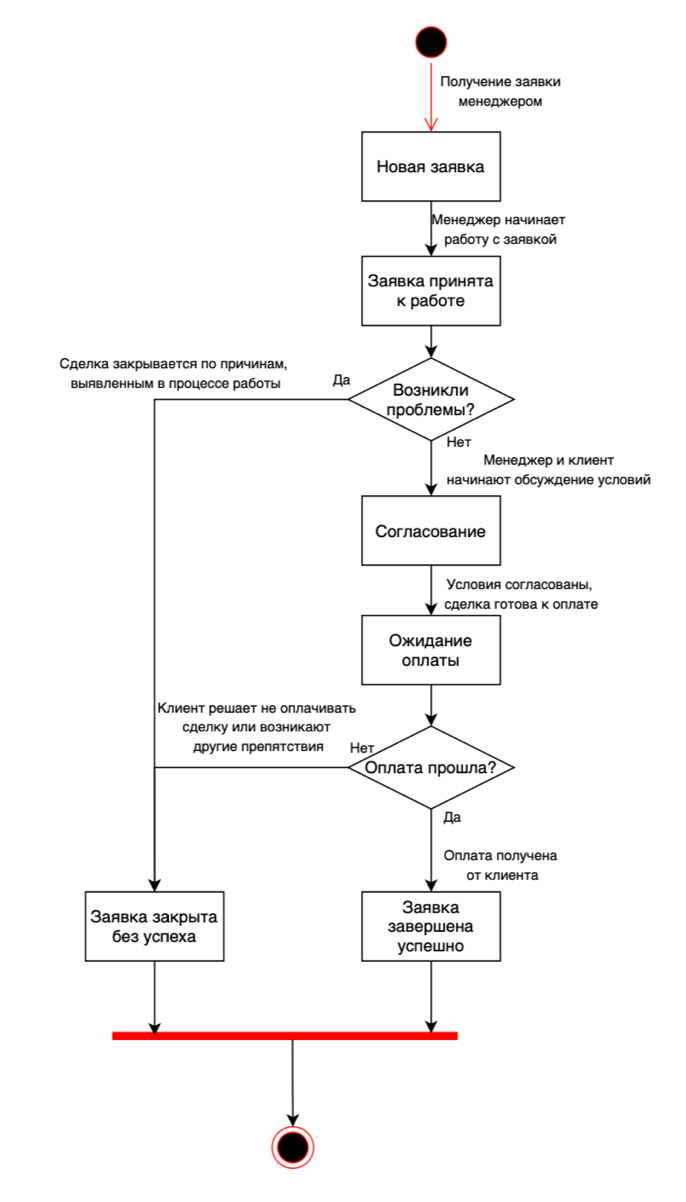 Получение заявки
менеджером
Новая заявка
Менеджер начинает
работу с заявкой
Заявка принята
к работе
Сделка закрывается по причинам,
выявленным в процессе работы
Да
Возникли
проблемы?
Нет
Менеджер и клиент
начинают обсуждение условий
Согласование
Условия согласованы,
сделка готова к оплате
Ожидание
оплаты
Клиент решает не оплачивать
сделку или возникают
другие препятствия
Нет
Оплата прошла?
Да
Оплата получена
от клиента
Заявка закрыта
без успеха
Заявка
завершена
успешно